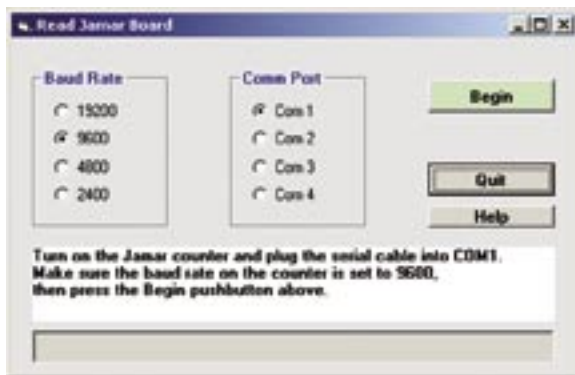 Read Jamar Board
Baud Rate
19200
9600
4800
2400
Comm Port
Com 1
Com 2
Com 3
Com 4
Begin
Quit
Help
Turn on the Jamar counter and plug the serial cable into COM1.
Make sure the baud rate on the counter is set to 9600,
then press the Begin pushbutton above.